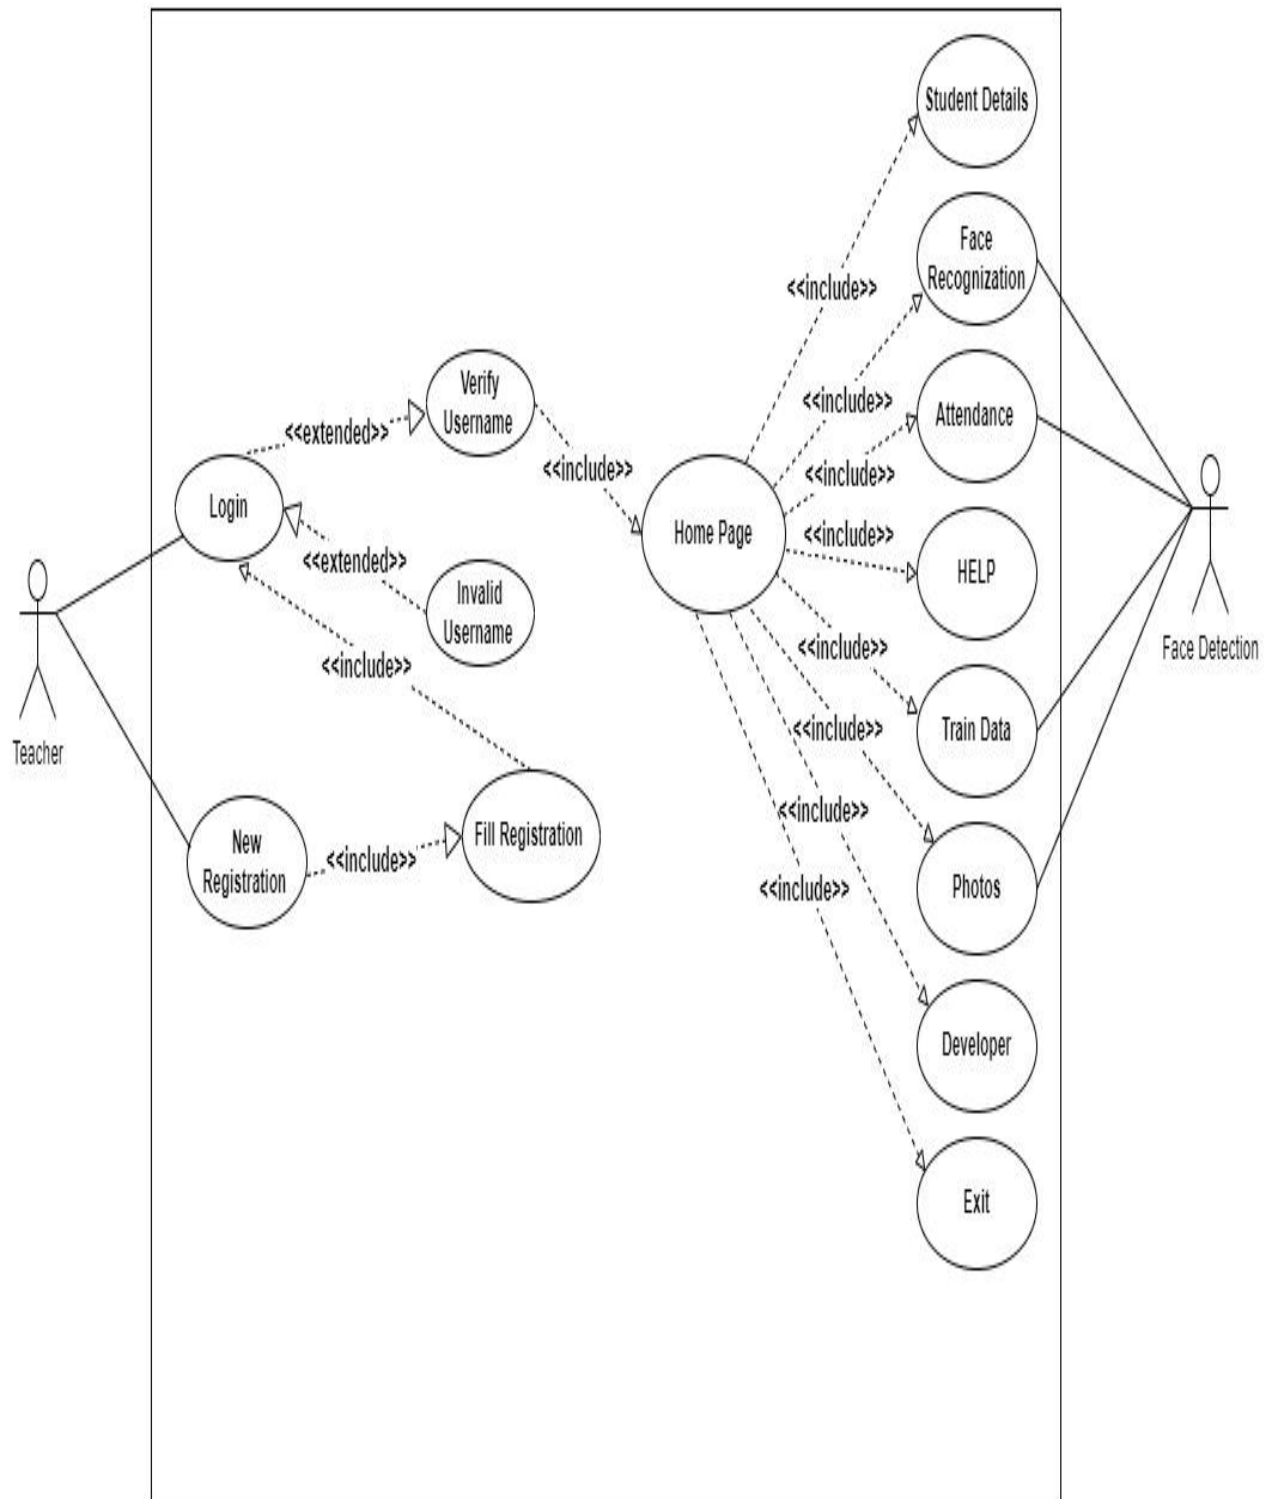 Student Details
Face
Recognization
<<include>>
Verify
Username
<<include>>
Attendance
<<extended>>
<<include>>
<<include>>
Login
Home Page
<<include>>
<<extended>>
HELP
Invalid
Username
<<include>>
<<include>>
Face Detection
Teacher
Train Data
<<include>>
<<include>>
New
Registration
<<include>>
Fill Registration
<<include>>
Photos
Developer
Exit